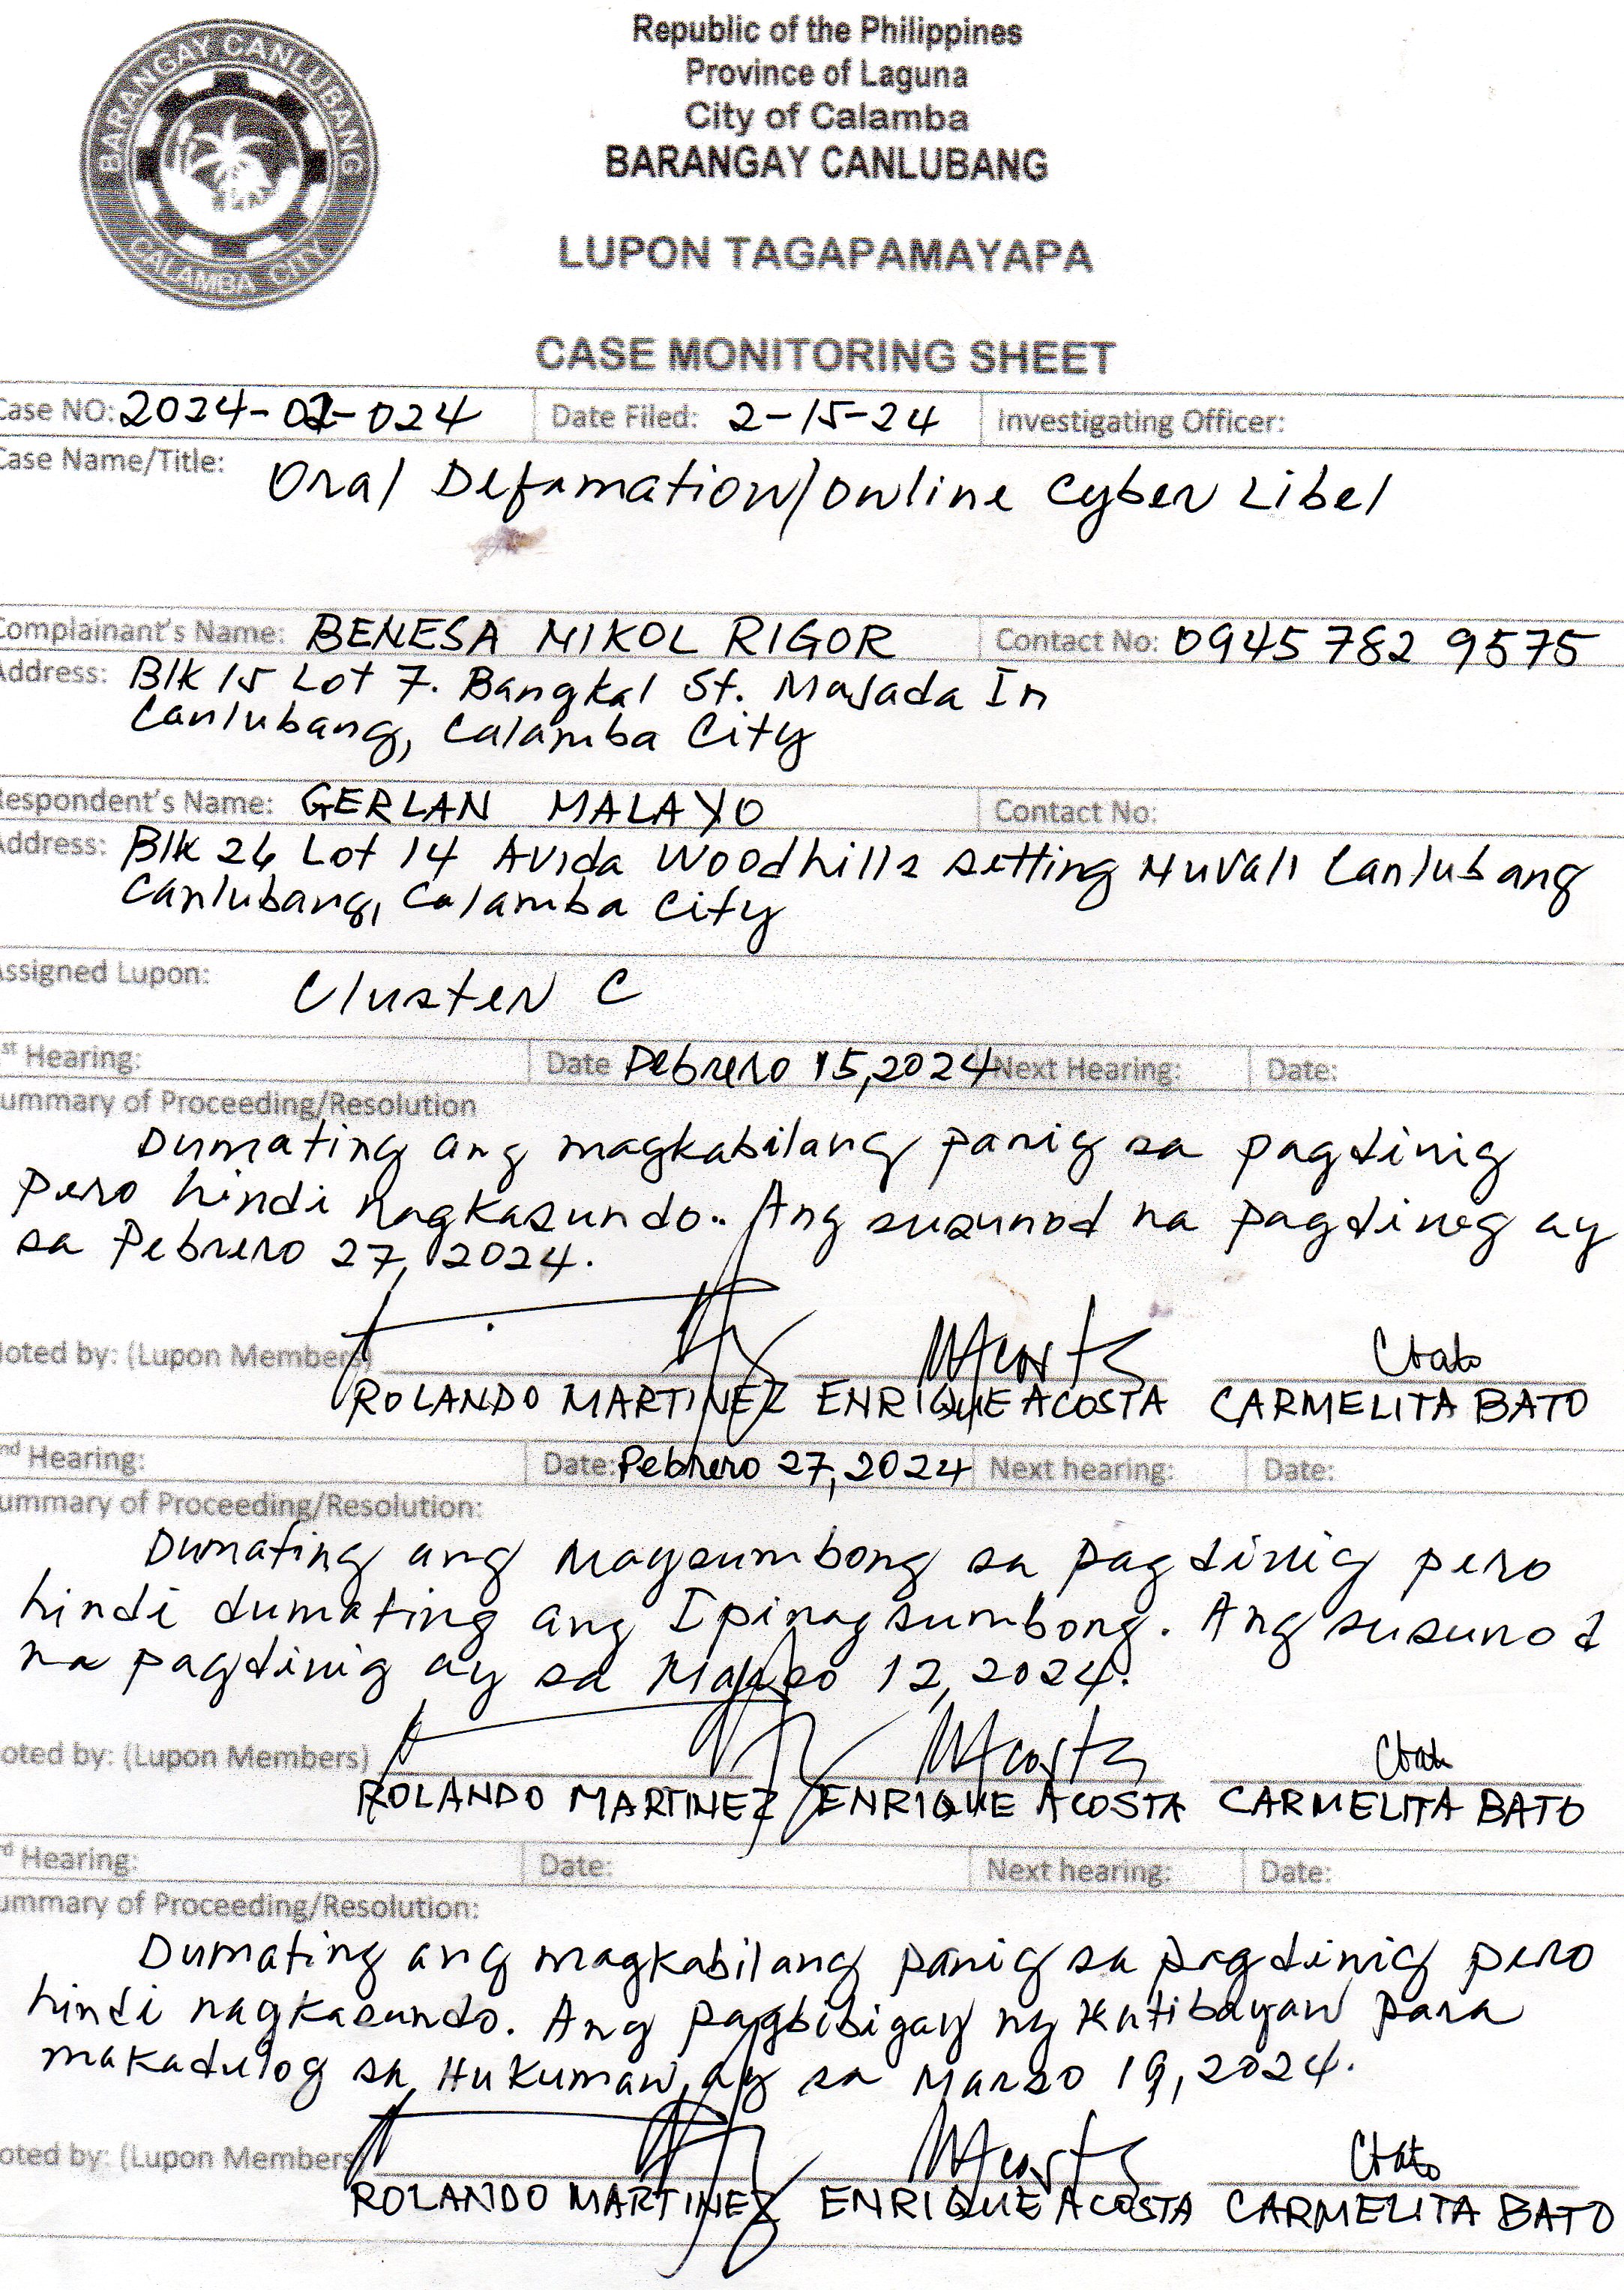 BARANGAY CANLUBANG
CALAMBA CITY
Republic of the Philippines
Province of Laguna
City of Calamba
BARANGAY CANLUBANG
LUPON TAGAPAMAYAPA
CASE MONITORING SHEET
Case NO: 2024-02-024 Date Filed: 2-15-24 Investigating Officer:
Case Name/Title: Oral Defamation/online Cyber Libel
Complainant's Name: BENESA NIKOL RIGOR Contact No: 0945 782 9575
Address: Blk 15 Lot 7. Bangkal St. Majada In
Canlubang, Calamba City
Respondent's Name: GERLAN MALAYO Contact No:
Address: Blk 26 Lot 14 Avida Woodhills setting Nuvali Canlubang
Canlubang, Calamba City
Assigned Lupon: Cluster C
st Hearing: Date Pebrero 15, 2024 Next Hearing: Date:
ummary of Proceeding/Resolution
Dumating ang magkabilang panig sa pagdinig
pero hindi nagkasundo.. Ang susunod na pagdineg ay
sa Pebrero 27, 2024.
Noted by: (Lupon Members)
ROLANDO MARTINEZ ENRIQUE ACOSTA CARMELITA BATO
nd Hearing: Date: Pebrero 27, 2024 Next hearing: Date:
ummary of Proceeding/Resolution:
Dumating ang Magsumbong sa pagdinig pero
hindi dumating ang Ipinagsumbong. Ang susunod
na pagdinig ay sa Marso 12, 2024.
oted by: (Lupon Members)
ROLANDO MARTINEZ ENRIQUE ACOSTA CARMELITA BATO
rd Hearing: Date: Next hearing: Date:
ummary of Proceeding/Resolution:
Dumating ang magkabilang panig sa pagdinig pero
hindi nagkasundo. Ang pagbibigay ng Katibayan para
makadulog sa Hukuman, ay sa Marso 19, 2024.
oted by: (Lupon Members
ROLANDO MARTINEZ ENRIQUE ACOSTA CARMELITA BATO